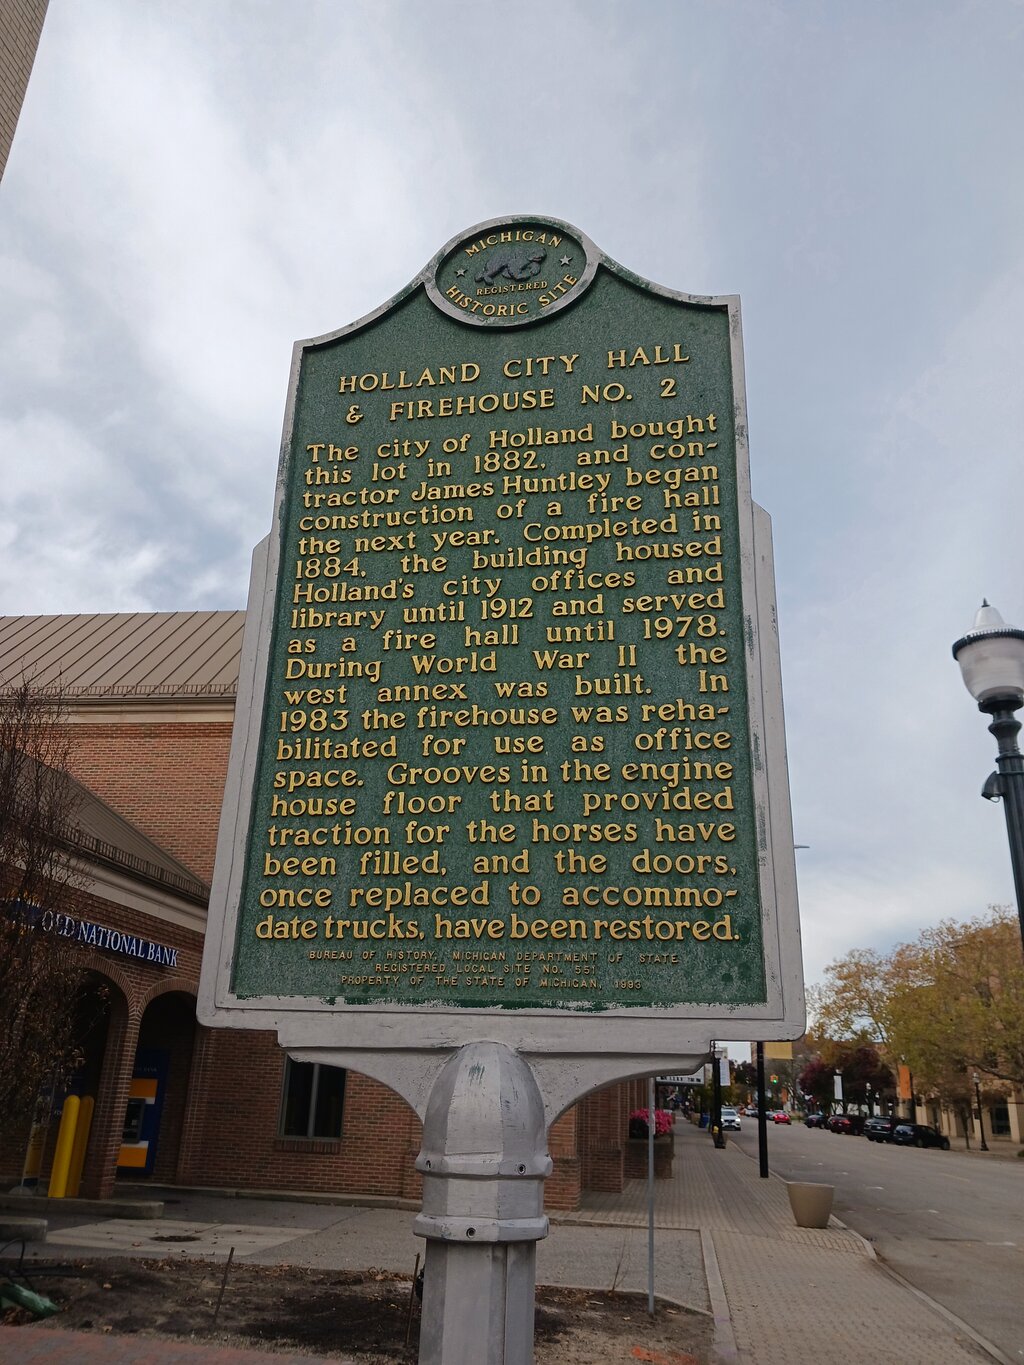 MICHIGAN
REGISTERED
HISTORIC SITE
HOLLAND CITY HALL
& FIREHOUSE NO. 2
The city of Holland bought
this lot in 1882, and con-
tractor James Huntley began
construction of a fire hall
the next year. Completed in
1884, the building housed
Holland's city offices and
library until 1912 and served
as a fire hall until 1978.
During World War II the
west annex was built. In
1983 the firehouse was reha-
bilitated for use as office
space. Grooves in the engine
house floor that provided
traction for the horses have
been filled, and the doors,
once replaced to accommo-
date trucks, have been restored.
BUREAU OF HISTORY, MICHIGAN DEPARTMENT OF STATE
REGISTERED LOCAL SITE NO. 551
PROPERTY OF THE STATE OF MICHIGAN, 1993
OLD NATIONAL BANK